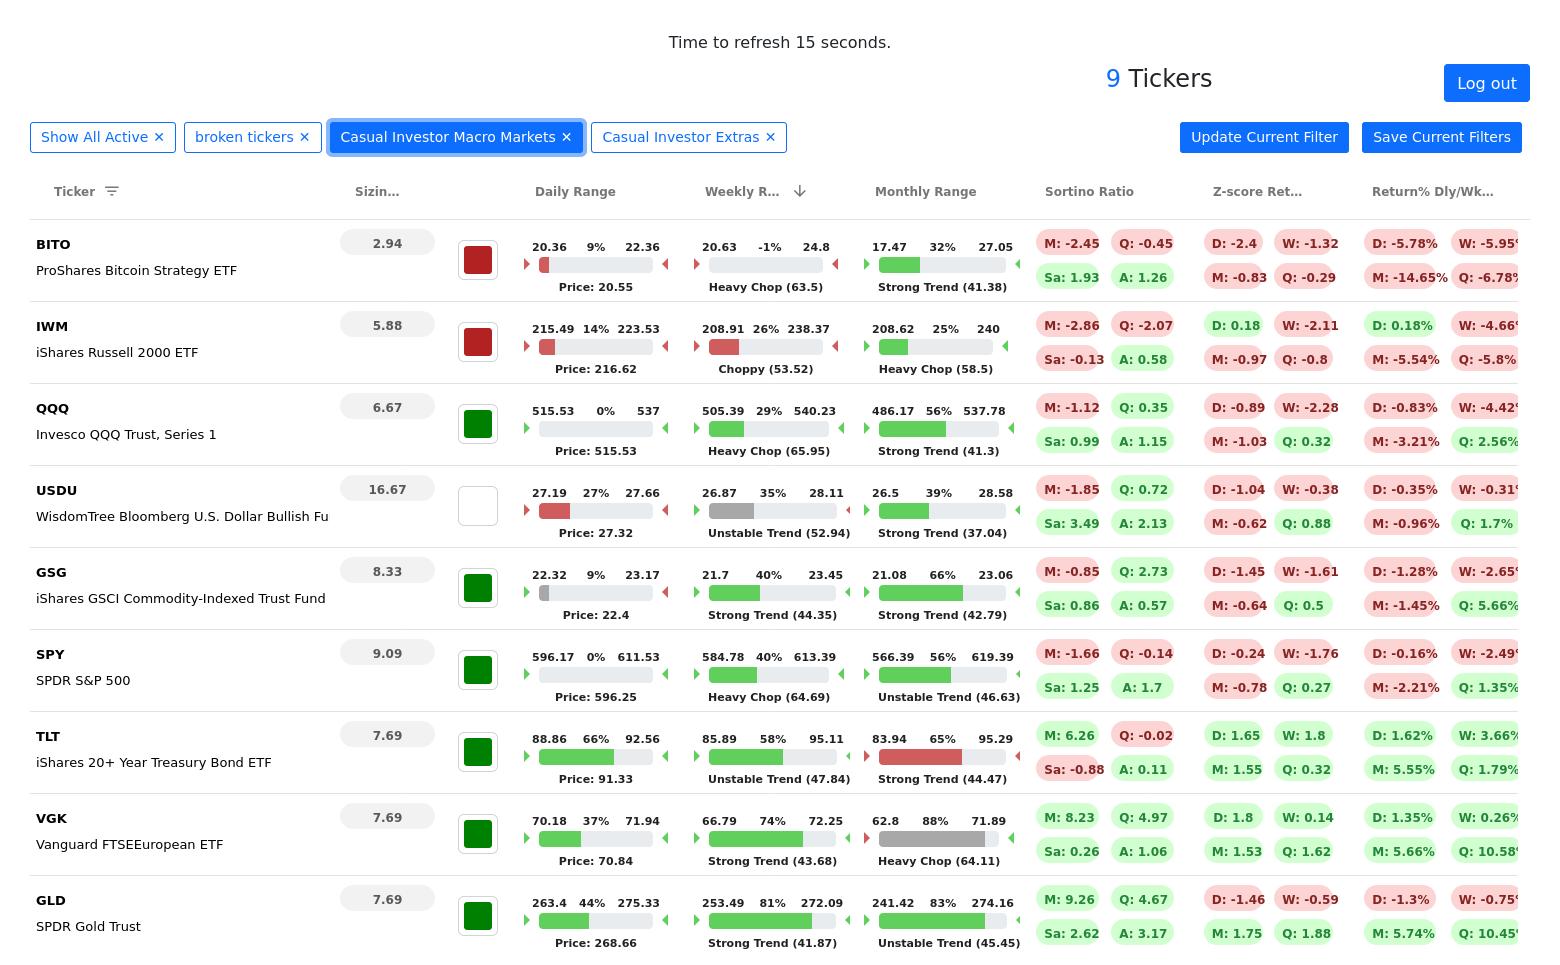 Time to refresh 15 seconds.
9 Tickers
Log out
Show All Active ✕ broken tickers ✕ Casual Investor Macro Markets ✕ Casual Investor Extras ✕ Update Current Filter Save Current Filters
Ticker Sizin... Daily Range Weekly R... Monthly Range Sortino Ratio Z-score Ret... Return% Dly/Wk...
BITO 2.94 20.36 9% 22.36 20.63 -1% 24.8 17.47 32% 27.05 M: -2.45 Q: -0.45 D: -2.4 W: -1.32 D: -5.78% W: -5.95%
ProShares Bitcoin Strategy ETF Price: 20.55 Heavy Chop (63.5) Strong Trend (41.38) Sa: 1.93 A: 1.26 M: -0.83 Q: -0.29 M: -14.65% Q: -6.78%
IWM 5.88 215.49 14% 223.53 208.91 26% 238.37 208.62 25% 240 M: -2.86 Q: -2.07 D: 0.18 W: -2.11 D: 0.18% W: -4.66%
iShares Russell 2000 ETF Price: 216.62 Choppy (53.52) Heavy Chop (58.5) Sa: -0.13 A: 0.58 M: -0.97 Q: -0.8 M: -5.54% Q: -5.8%
QQQ 6.67 515.53 0% 537 505.39 29% 540.23 486.17 56% 537.78 M: -1.12 Q: 0.35 D: -0.89 W: -2.28 D: -0.83% W: -4.42%
Invesco QQQ Trust, Series 1 Price: 515.53 Heavy Chop (65.95) Strong Trend (41.3) Sa: 0.99 A: 1.15 M: -1.03 Q: 0.32 M: -3.21% Q: 2.56%
USDU 16.67 27.19 27% 27.66 26.87 35% 28.11 26.5 39% 28.58 M: -1.85 Q: 0.72 D: -1.04 W: -0.38 D: -0.35% W: -0.31%
WisdomTree Bloomberg U.S. Dollar Bullish Fu Price: 27.32 Unstable Trend (52.94) Strong Trend (37.04) Sa: 3.49 A: 2.13 M: -0.62 Q: 0.88 M: -0.96% Q: 1.7%
GSG 8.33 22.32 9% 23.17 21.7 40% 23.45 21.08 66% 23.06 M: -0.85 Q: 2.73 D: -1.45 W: -1.61 D: -1.28% W: -2.65%
iShares GSCI Commodity-Indexed Trust Fund Price: 22.4 Strong Trend (44.35) Strong Trend (42.79) Sa: 0.86 A: 0.57 M: -0.64 Q: 0.5 M: -1.45% Q: 5.66%
SPY 9.09 596.17 0% 611.53 584.78 40% 613.39 566.39 56% 619.39 M: -1.66 Q: -0.14 D: -0.24 W: -1.76 D: -0.16% W: -2.49%
SPDR S&P 500 Price: 596.25 Heavy Chop (64.69) Unstable Trend (46.63) Sa: 1.25 A: 1.7 M: -0.78 Q: 0.27 M: -2.21% Q: 1.35%
TLT 7.69 88.86 66% 92.56 85.89 58% 95.11 83.94 65% 95.29 M: 6.26 Q: -0.02 D: 1.65 W: 1.8 D: 1.62% W: 3.66%
iShares 20+ Year Treasury Bond ETF Price: 91.33 Unstable Trend (47.84) Strong Trend (44.47) Sa: -0.88 A: 0.11 M: 1.55 Q: 0.32 M: 5.55% Q: 1.79%
VGK 7.69 70.18 37% 71.94 66.79 74% 72.25 62.8 88% 71.89 M: 8.23 Q: 4.97 D: 1.8 W: 0.14 D: 1.35% W: 0.26%
Vanguard FTSEEuropean ETF Price: 70.84 Strong Trend (43.68) Heavy Chop (64.11) Sa: 0.26 A: 1.06 M: 1.53 Q: 1.62 M: 5.66% Q: 10.58%
GLD 7.69 263.4 44% 275.33 253.49 81% 272.09 241.42 83% 274.16 M: 9.26 Q: 4.67 D: -1.46 W: -0.59 D: -1.3% W: -0.75%
SPDR Gold Trust Price: 268.66 Strong Trend (41.87) Unstable Trend (45.45) Sa: 2.62 A: 3.17 M: 1.75 Q: 1.88 M: 5.74% Q: 10.45%